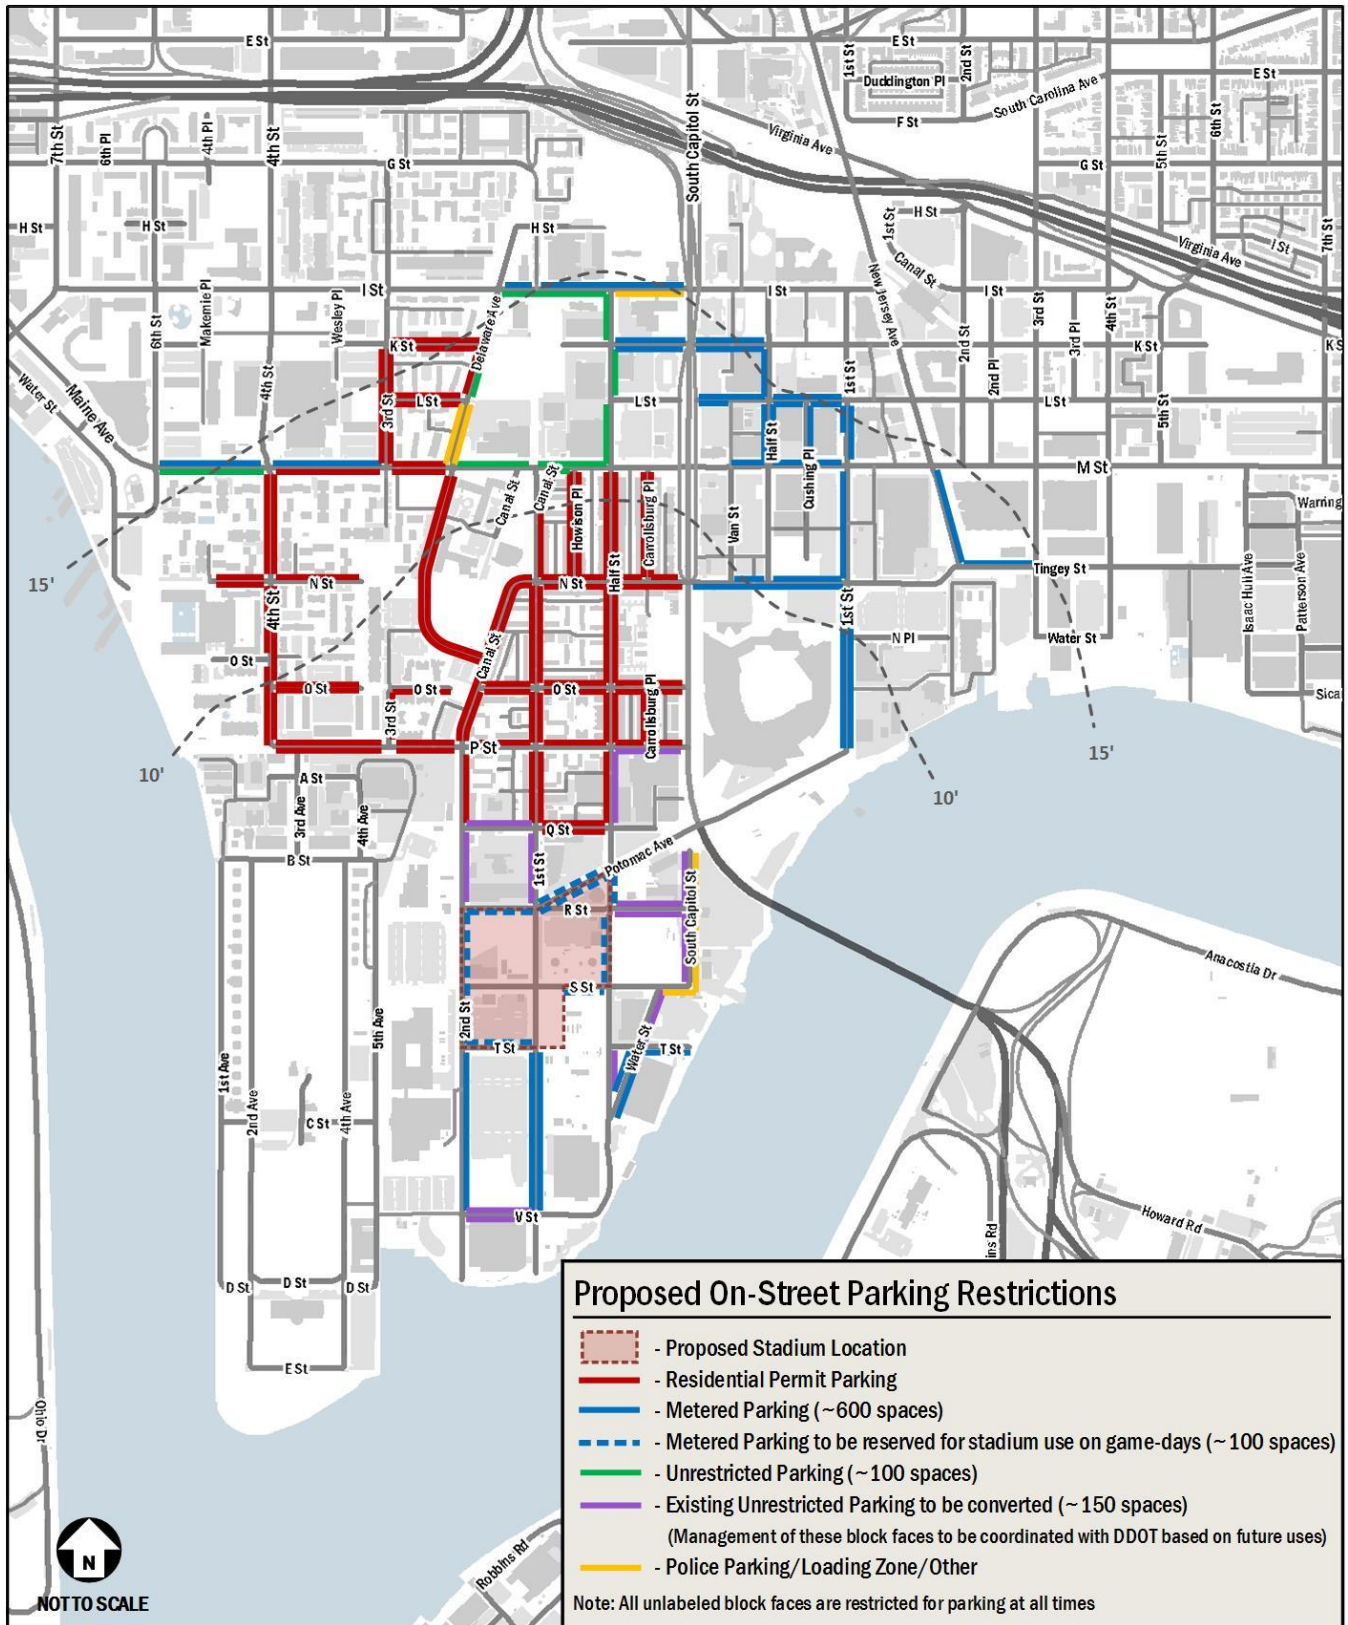 E St
E St
1st St
2nd St
Duddington Pl
E St
South Carolina Ave
F St
6th St
7th St
6th Pl
4th Pl
4th St
South Capitol St
Virginia Ave
5th St
G St
G St
H St
H St
H St
1st St
H St
7th St
I St
Virginia Ave
Canal St
New Jersey Ave
I St
I St
I St
Makemie Pl
Wesley Pl
Delaware Ave
6th St
3rd St
4th St
2nd St
3rd Pl
K St
K St
K S
Water St
Maine Ave
4th St
3rd St
L St
L St
1st St
2nd Pl
L St
5th St
Half St
Cushing Pl
M St
Canal St
Canal St
Howison Pl
Carrollsburg Pl
Van St
Warring
15'
N St
4th St
N St
Half St
Tingey St
1st St
Isaac Hull Ave
Patterson Ave
N Pl
Water St
Canal St
O St
O St
O St
O St
3rd St
Carrollsburg Pl
Sica
P St
10'
15'
10'
A St
3rd Ave
4th Ave
B St
Q St
1st St
Potomac Ave
R St
South Capitol St
Anacostia Dr
S St
2nd St
5th Ave
T St
Water St
T St
1st Ave
2nd Ave
4th Ave
C St
V St
Howard Rd
ins Rd
D St
D St
D St
E St
Ohio Dr
Robbins Rd
N
NOT TO SCALE
Proposed On-Street Parking Restrictions
- Proposed Stadium Location
- Residential Permit Parking
- Metered Parking (~600 spaces)
- Metered Parking to be reserved for stadium use on game-days (~100 spaces)
- Unrestricted Parking (~100 spaces)
- Existing Unrestricted Parking to be converted (~150 spaces)
(Management of these block faces to be coordinated with DDOT based on future uses)
- Police Parking/Loading Zone/Other
Note: All unlabeled block faces are restricted for parking at all times